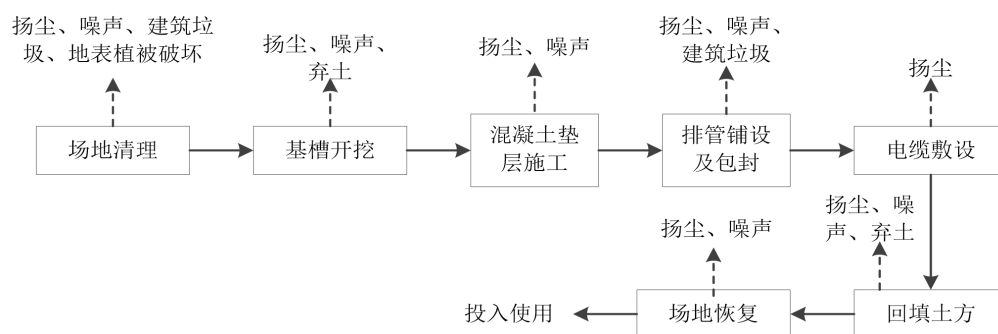 扬尘、噪声、建筑垃
圾、地表植被破坏
扬尘、噪声、
弃土
扬尘、噪声
扬尘、噪声、
建筑垃圾
扬尘
场地清理
基槽开挖
混凝土垫
层施工
排管铺设
及包封
电缆敷设
扬尘、噪
声、弃土
扬尘、噪声
投入使用
场地恢复
回填土方